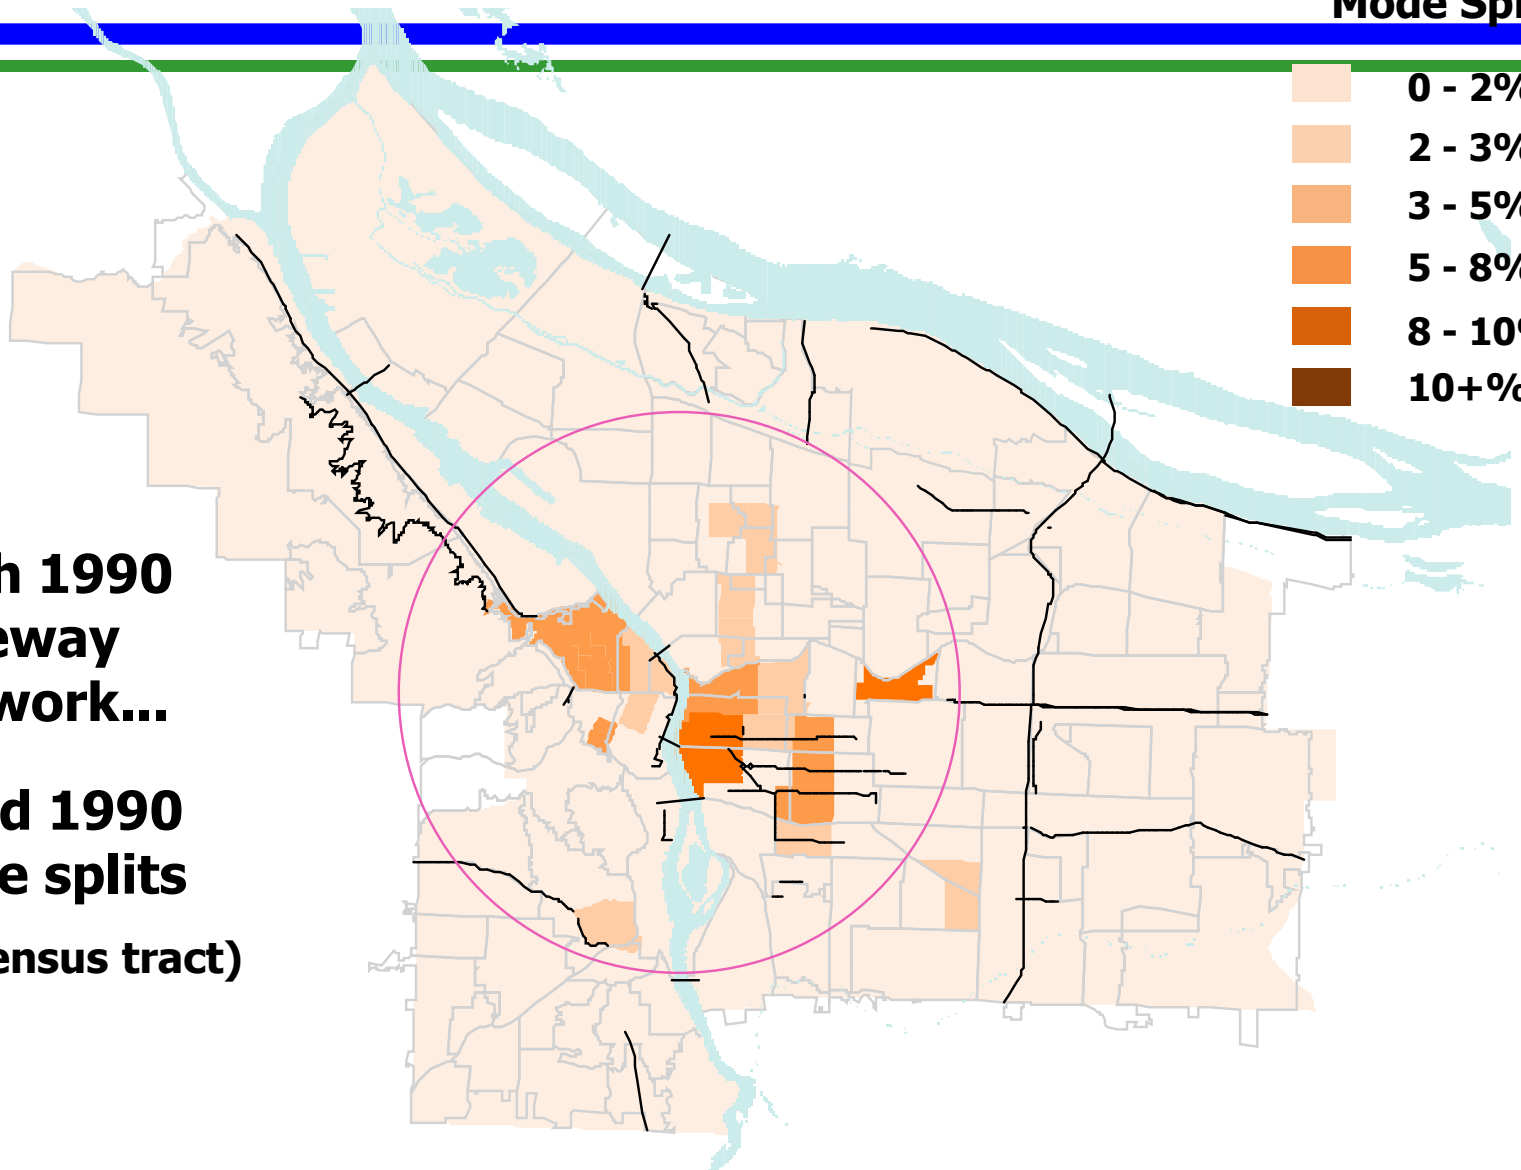 Mode Spl
0 - 2%
2 - 3%
3 - 5%
5 - 8%
8 - 10%
10+%
h 1990
eway
work...
d 1990
e splits
ensus tract)